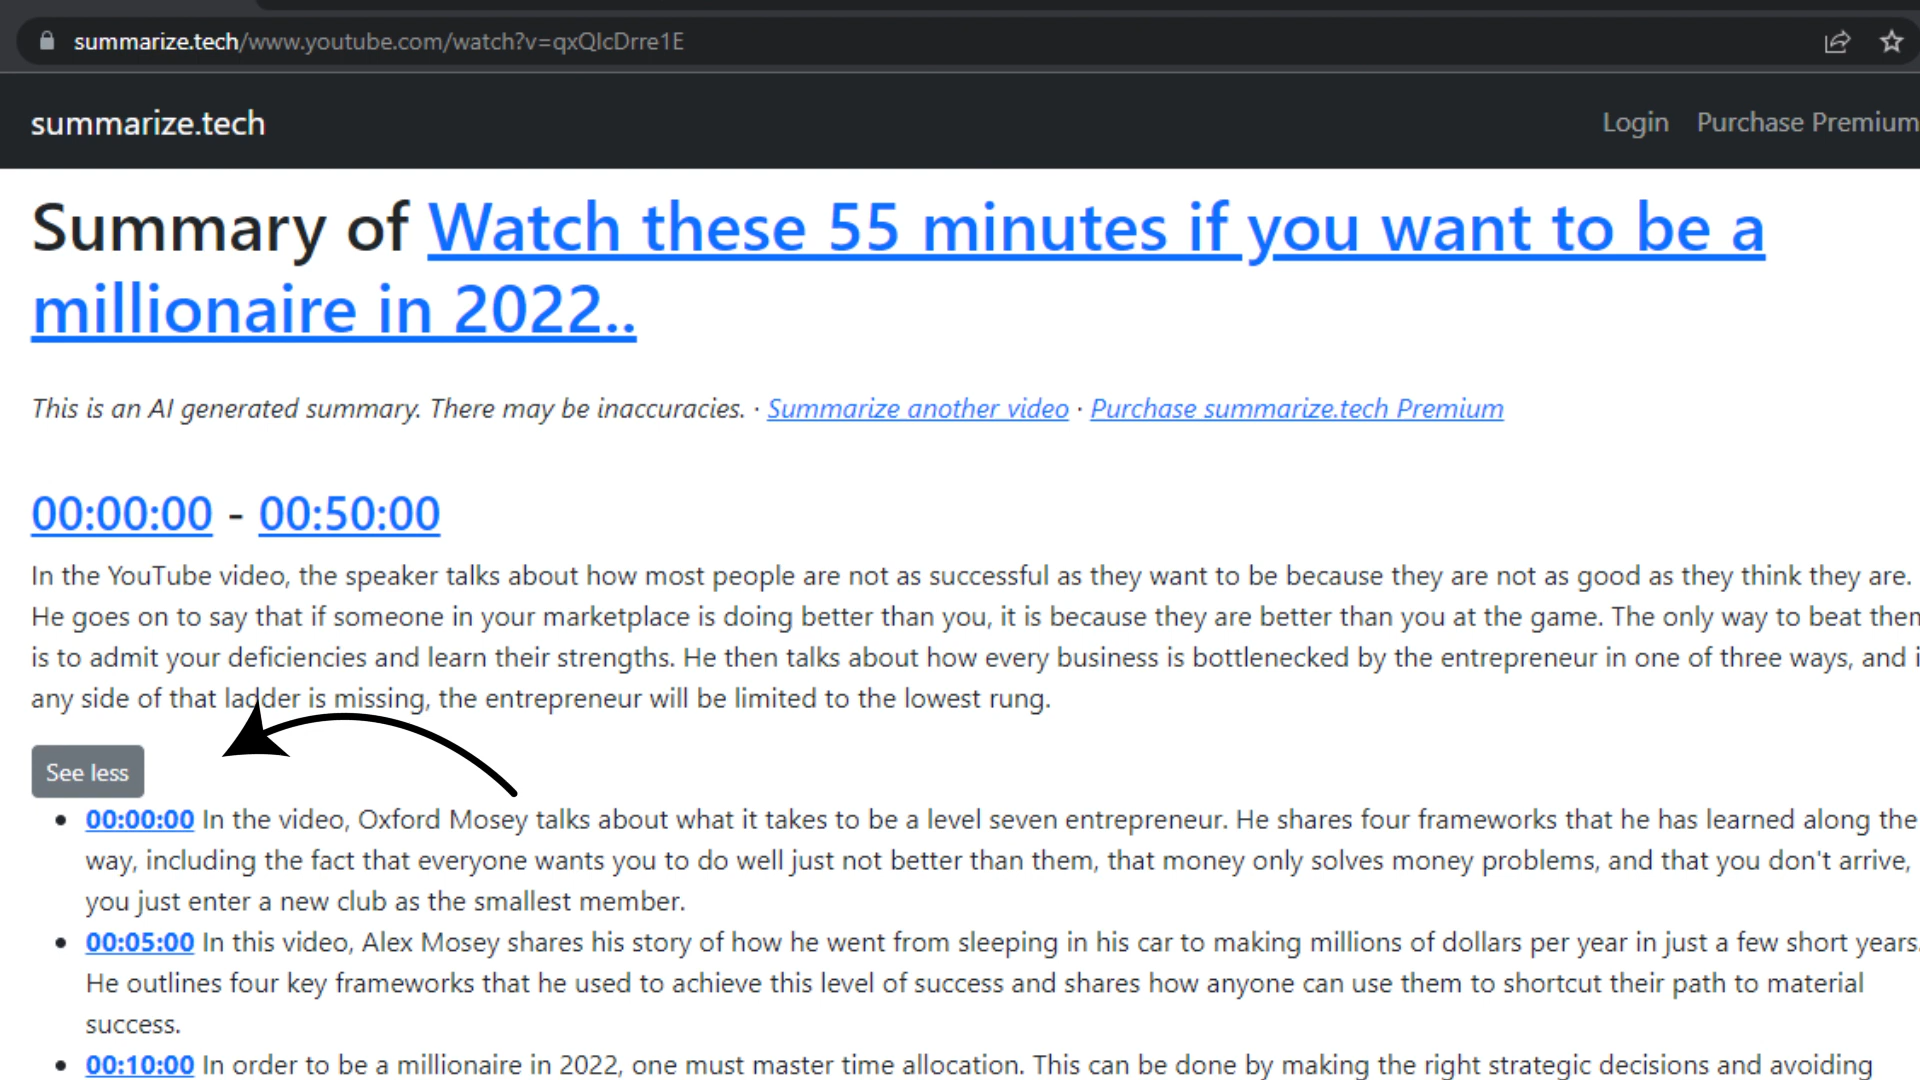 summarize.tech/www.youtube.com/watch?v=qxQIcDrre1E
summarize.tech Login Purchase Premium
Summary of Watch these 55 minutes if you want to be a
millionaire in 2022..
This is an AI generated summary. There may be inaccuracies. · Summarize another video · Purchase summarize.tech Premium
00:00:00 - 00:50:00
In the YouTube video, the speaker talks about how most people are not as successful as they want to be because they are not as good as they think they are.
He goes on to say that if someone in your marketplace is doing better than you, it is because they are better than you at the game. The only way to beat them
is to admit your deficiencies and learn their strengths. He then talks about how every business is bottlenecked by the entrepreneur in one of three ways, and i
any side of that ladder is missing, the entrepreneur will be limited to the lowest rung.
See less
00:00:00 In the video, Oxford Mosey talks about what it takes to be a level seven entrepreneur. He shares four frameworks that he has learned along the
way, including the fact that everyone wants you to do well just not better than them, that money only solves money problems, and that you don't arrive,
you just enter a new club as the smallest member.
00:05:00 In this video, Alex Mosey shares his story of how he went from sleeping in his car to making millions of dollars per year in just a few short years.
He outlines four key frameworks that he used to achieve this level of success and shares how anyone can use them to shortcut their path to material
success.
00:10:00 In order to be a millionaire in 2022, one must master time allocation. This can be done by making the right strategic decisions and avoiding